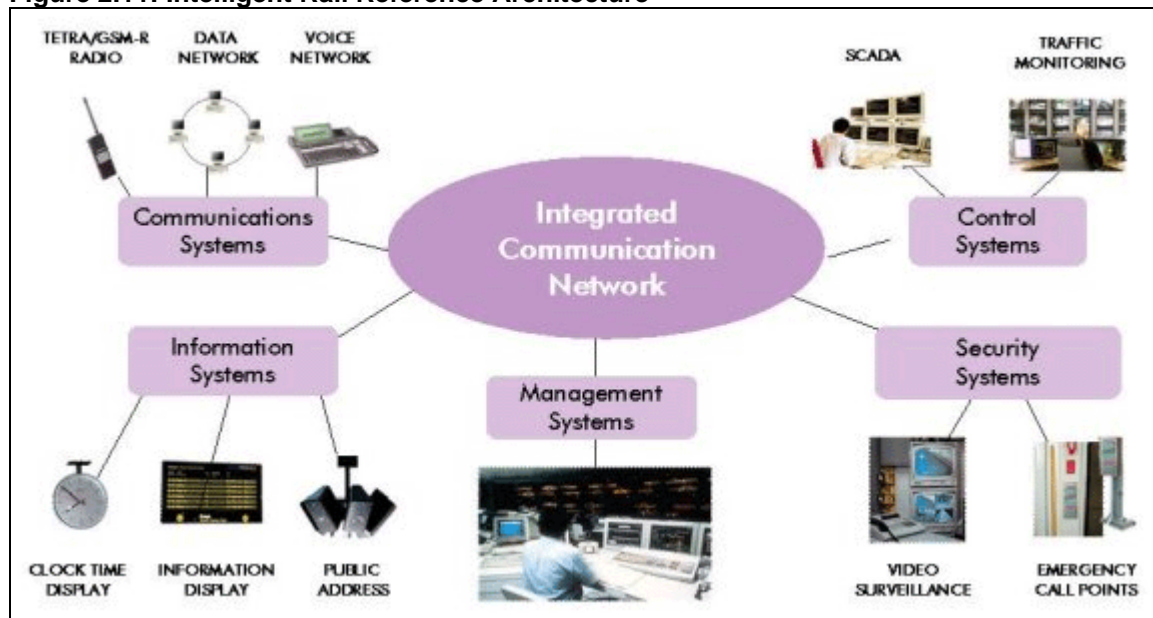 TETRA/GSM-R
RADIO
DATA
NETWORK
VOICE
NETWORK
SCADA
TRAFFIC
MONITORING
Communications
Systems
Integrated
Communication
Network
Control
Systems
Information
Systems
Management
Systems
Security
Systems
CLOCK TIME
DISPLAY
INFORMATION
DISPLAY
PUBLIC
ADDRESS
VIDEO
SURVEILLANCE
EMERGENCY
CALL POINTS